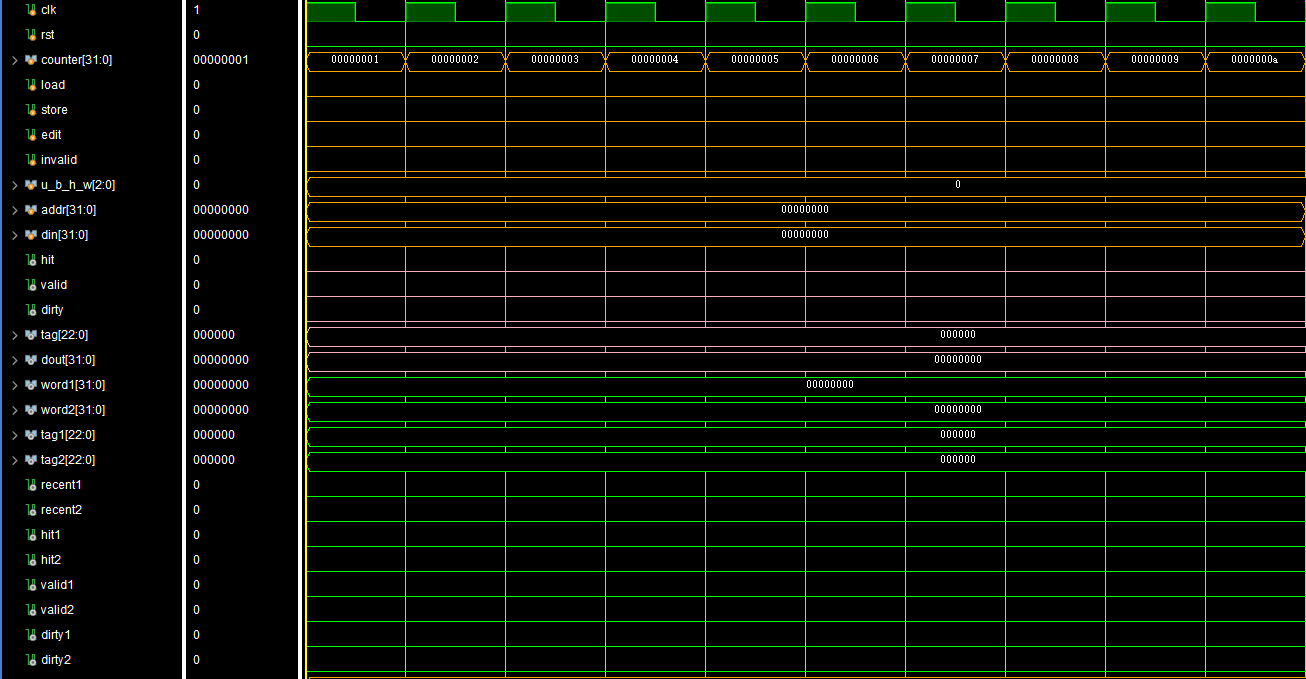 clk 1
rst 0
counter[31:0] 00000001 00000001 00000002 00000003 00000004 00000005 00000006 00000007 00000008 00000009 0000000a
load 0
store 0
edit 0
invalid 0
u_b_h_w[2:0] 0 0
addr[31:0] 00000000 00000000
din[31:0] 00000000 00000000
hit 0
valid 0
dirty 0
tag[22:0] 000000 000000
dout[31:0] 00000000 00000000
word1[31:0] 00000000 00000000
word2[31:0] 00000000 00000000
tag1[22:0] 000000 000000
tag2[22:0] 000000 000000
recent1 0
recent2 0
hit1 0
hit2 0
valid1 0
valid2 0
dirty1 0
dirty2 0